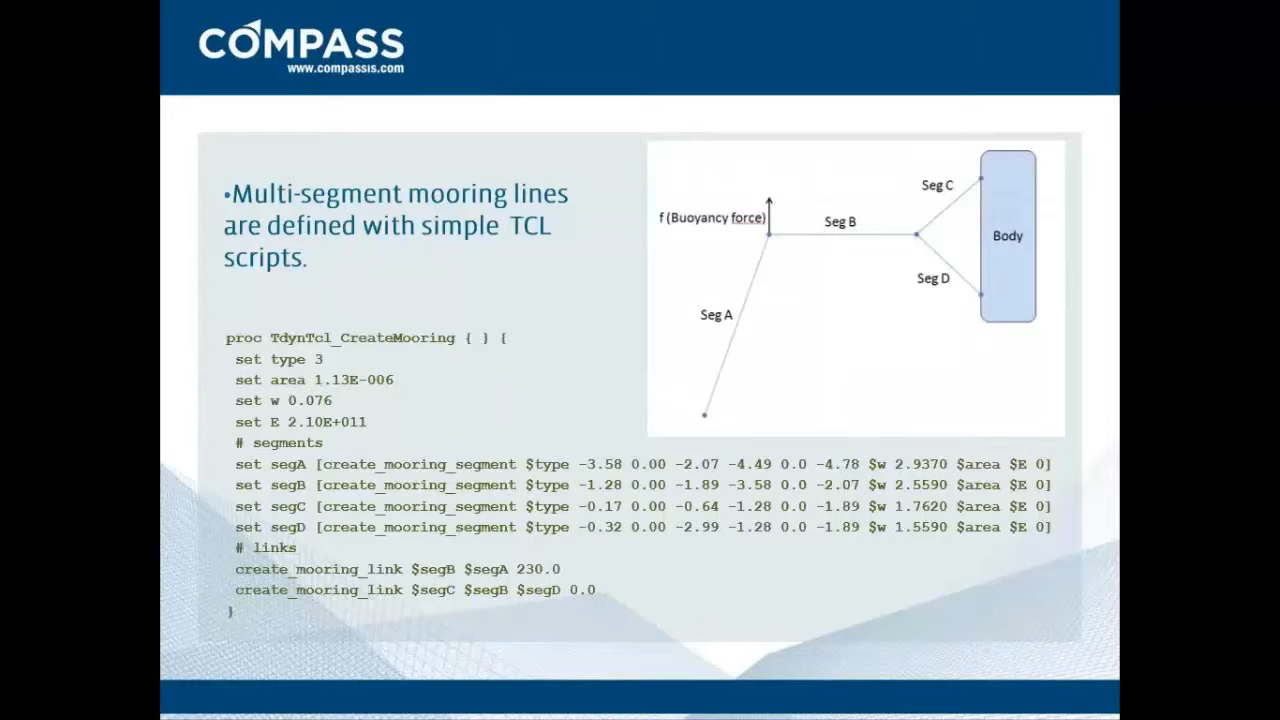 COMPASS
www.compassis.com
•Multi-segment mooring lines
are defined with simple TCL
scripts.
f (Buoyancy force)
Seg A
Seg B
Seg C
Seg D
Body
proc TdynTcl_CreateMooring { } {
set type 3
set area 1.13E-006
set w 0.076
set E 2.10E+011
# segments
set segA [create_mooring_segment $type -3.58 0.00 -2.07 -4.49 0.0 -4.78 $w 2.9370 $area $E 0]
set segB [create_mooring_segment $type -1.28 0.00 -1.89 -3.58 0.0 -2.07 $w 2.5590 $area $E 0]
set segC [create_mooring_segment $type -0.17 0.00 -0.64 -1.28 0.0 -1.89 $w 1.7620 $area $E 0]
set segD [create_mooring_segment $type -0.32 0.00 -2.99 -1.28 0.0 -1.89 $w 1.5590 $area $E 0]
# links
create_mooring_link $segB $segA 230.0
create_mooring_link $segC $segB $segD 0.0
}